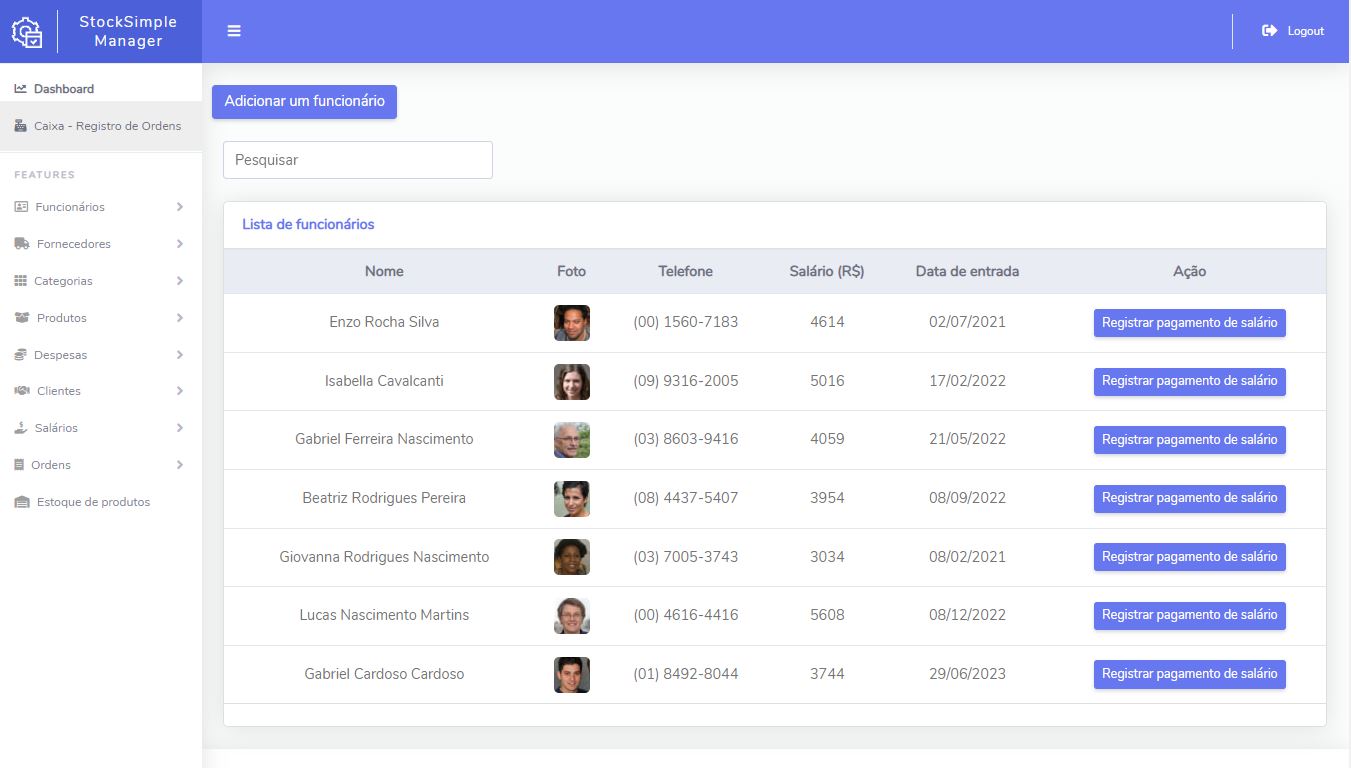 StockSimple
Manager
Logout
Dashboard
Caixa - Registro de Ordens
FEATURES
Funcionários
Fornecedores
Categorias
Produtos
Despesas
Clientes
Salários
Ordens
Estoque de produtos
Adicionar um funcionário
Pesquisar
Lista de funcionários
Nome Foto Telefone Salário (R$) Data de entrada Ação
Enzo Rocha Silva (00) 1560-7183 4614 02/07/2021 Registrar pagamento de salário
Isabella Cavalcanti (09) 9316-2005 5016 17/02/2022 Registrar pagamento de salário
Gabriel Ferreira Nascimento (03) 8603-9416 4059 21/05/2022 Registrar pagamento de salário
Beatriz Rodrigues Pereira (08) 4437-5407 3954 08/09/2022 Registrar pagamento de salário
Giovanna Rodrigues Nascimento (03) 7005-3743 3034 08/02/2021 Registrar pagamento de salário
Lucas Nascimento Martins (00) 4616-4416 5608 08/12/2022 Registrar pagamento de salário
Gabriel Cardoso Cardoso (01) 8492-8044 3744 29/06/2023 Registrar pagamento de salário